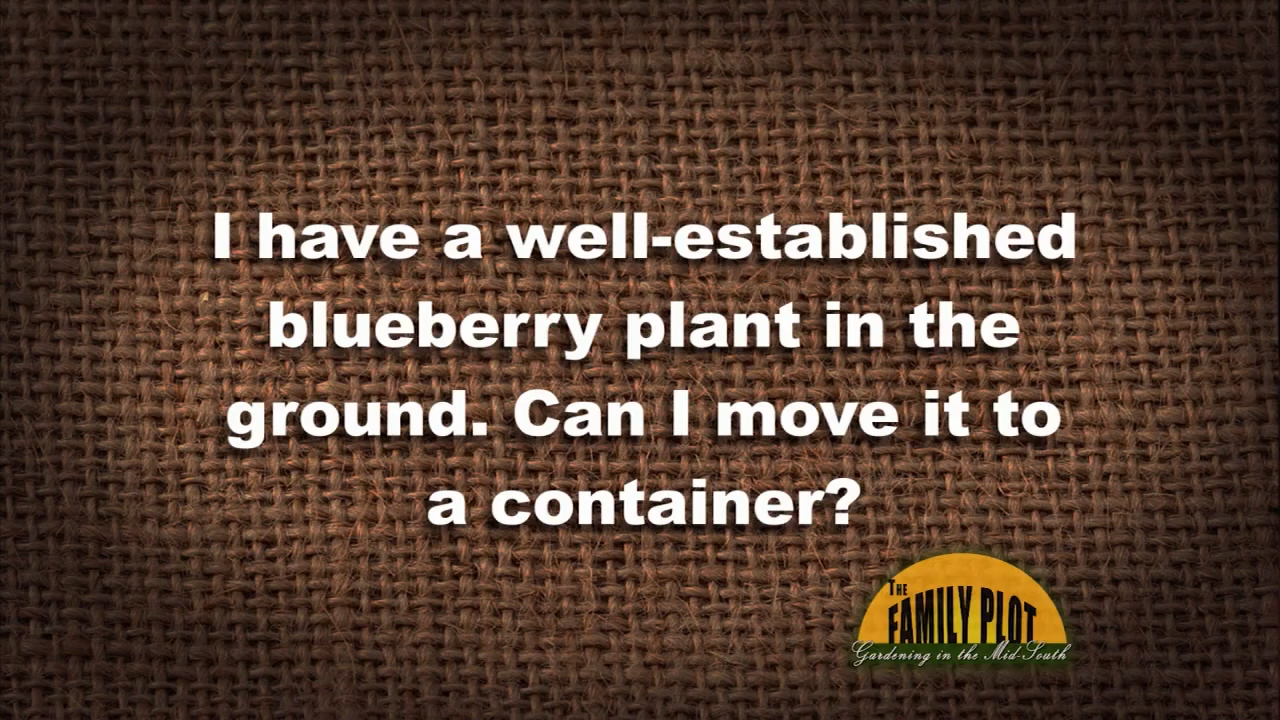 I have a well-established
blueberry plant in the
ground. Can I move it to
a container?
THE
FAMILY PLOT
Gardening in the Mid-South